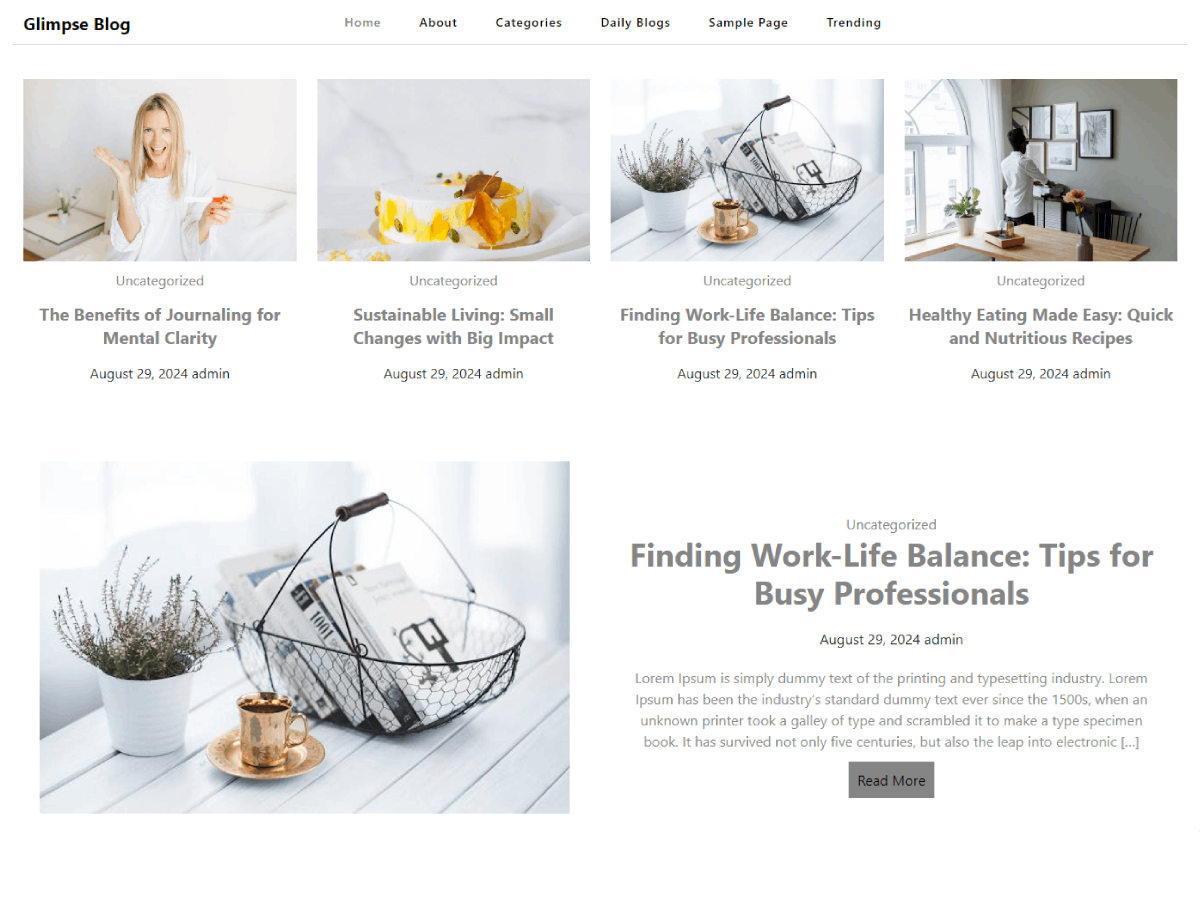 Glimpse Blog
Home About Categories Daily Blogs Sample Page Trending
Uncategorized
The Benefits of Journaling for
Mental Clarity
August 29, 2024 admin
Uncategorized
Sustainable Living: Small
Changes with Big Impact
August 29, 2024 admin
1001
Uncategorized
Finding Work-Life Balance: Tips
for Busy Professionals
August 29, 2024 admin
Uncategorized
Healthy Eating Made Easy: Quick
and Nutritious Recipes
August 29, 2024 admin
1001
Uncategorized
Finding Work-Life Balance: Tips for
Busy Professionals
August 29, 2024 admin
Lorem Ipsum is simply dummy text of the printing and typesetting industry. Lorem
Ipsum has been the industry's standard dummy text ever since the 1500s, when an
unknown printer took a galley of type and scrambled it to make a type specimen
book. It has survived not only five centuries, but also the leap into electronic [...]
Read More